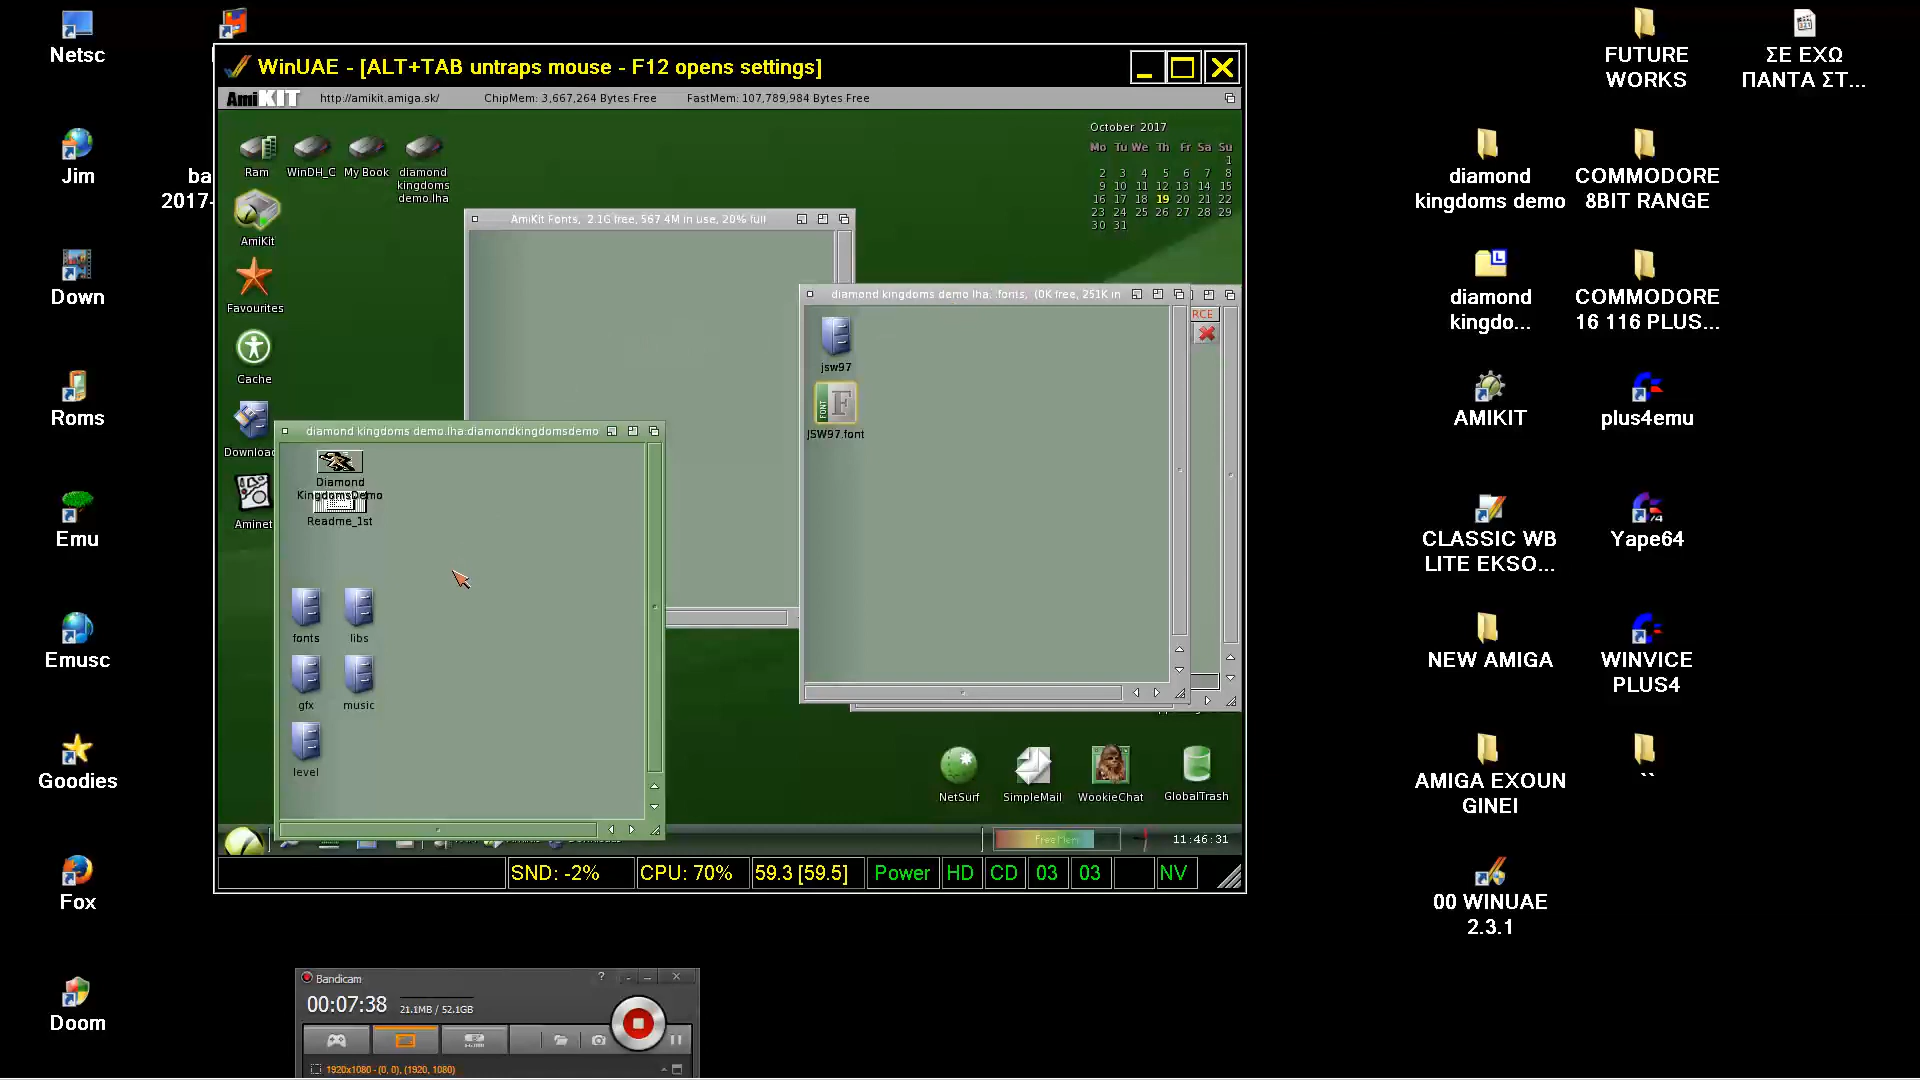 Netsc
Jim
ba
2017-
Down
Roms
Emu
Emusc
Goodies
Fox
Doom
WinUAE - [ALT+TAB untraps mouse - F12 opens settings]
AmiKIT
http://amikit.amiga.sk/
ChipMem: 3,667,264 Bytes Free
FastMem: 107,789,984 Bytes Free
Ram
WinDH_C
My Book
diamond
kingdoms
demo.lha
AmiKit
Favourites
Cache
Downloa
Aminet
October 2017
Mo Tu We Th Fr Sa Su
1
2 3 4 5 6 7 8
9 10 11 12 13 14 15
16 17 18 19 20 21 22
23 24 25 26 27 28 29
30 31
AmiKit Fonts, 2.1G free, 567.4M in use, 20% full
diamond kingdoms demo lha: .fonts, (0K free, 251K in
RCE
jsw97
FONT
F
JSW97.font
diamond kingdoms demo.lha:diamondkingdomsdemo
Diamond
KingdomsDemo
Readme_1st
fonts
libs
gfx
music
level
NetSurf
SimpleMail
WookieChat
GlobalTrash
FreeMem
11:46:31
SND: -2%
CPU: 70%
59.3 [59.5]
Power
HD
CD
03
03
NV
Bandicam
00:07:38
21.1MB / 52.1GB
1920x1080 - (0, 0), (1920, 1080)
FUTURE
WORKS
ΣΕ ΕΧΩ
ΠΑΝΤΑ ΣΤ...
diamond
kingdoms demo
COMMODORE
8BIT RANGE
diamond
kingdo...
COMMODORE
16 116 PLUS...
AMIKIT
plus4emu
CLASSIC WB
LITE EKSO...
Yape64
NEW AMIGA
WINVICE
PLUS4
AMIGA EXOUN
GINEI
``
00 WINUAE
2.3.1